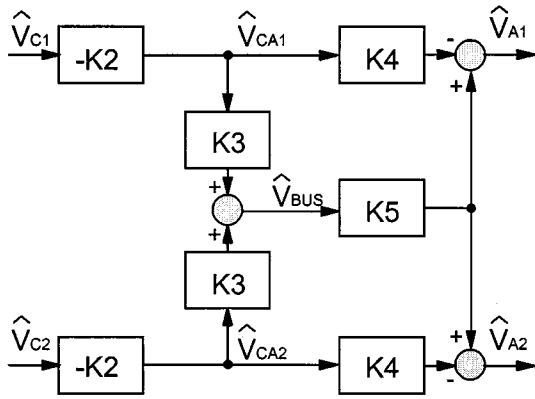 V̂C1 -K2 V̂CA1 K4 - V̂A1
+
K3
+ V̂BUS K5
+
K3
V̂C2 -K2 V̂CA2 K4 + - V̂A2